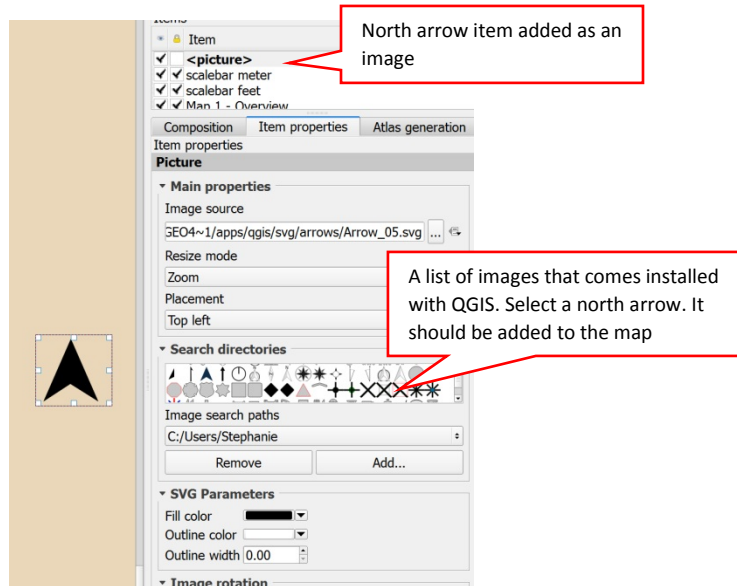 Items
Item
<picture>
scalebar meter
scalebar feet
Map 1 - Overview
Composition Item properties Atlas generation
Item properties
Picture
Main properties
Image source
GEO4~1/apps/qgis/svg/arrows/Arrow_05.svg ...
Resize mode
Zoom
Placement
Top left
Search directories
Image search paths
C:/Users/Stephanie
Remove Add...
SVG Parameters
Fill color
Outline color
Outline width 0.00
Image rotation
North arrow item added as an
image
A list of images that comes installed
with QGIS. Select a north arrow. It
should be added to the map